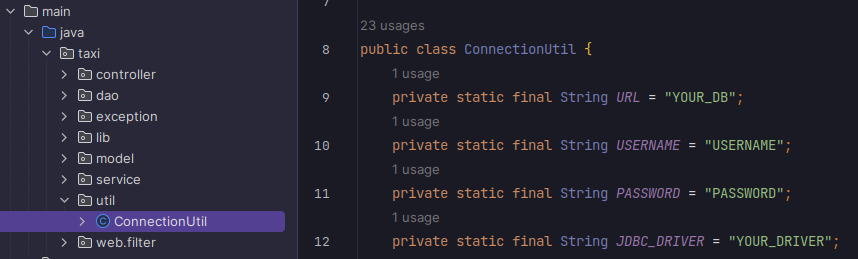 main
java
taxi
controller
dao
exception
lib
model
service
util
ConnectionUtil
web.filter
7
23 usages
8 public class ConnectionUtil {
1 usage
9 private static final String URL = "YOUR_DB";
1 usage
10 private static final String USERNAME = "USERNAME";
1 usage
11 private static final String PASSWORD = "PASSWORD";
1 usage
12 private static final String JDBC_DRIVER = "YOUR_DRIVER";